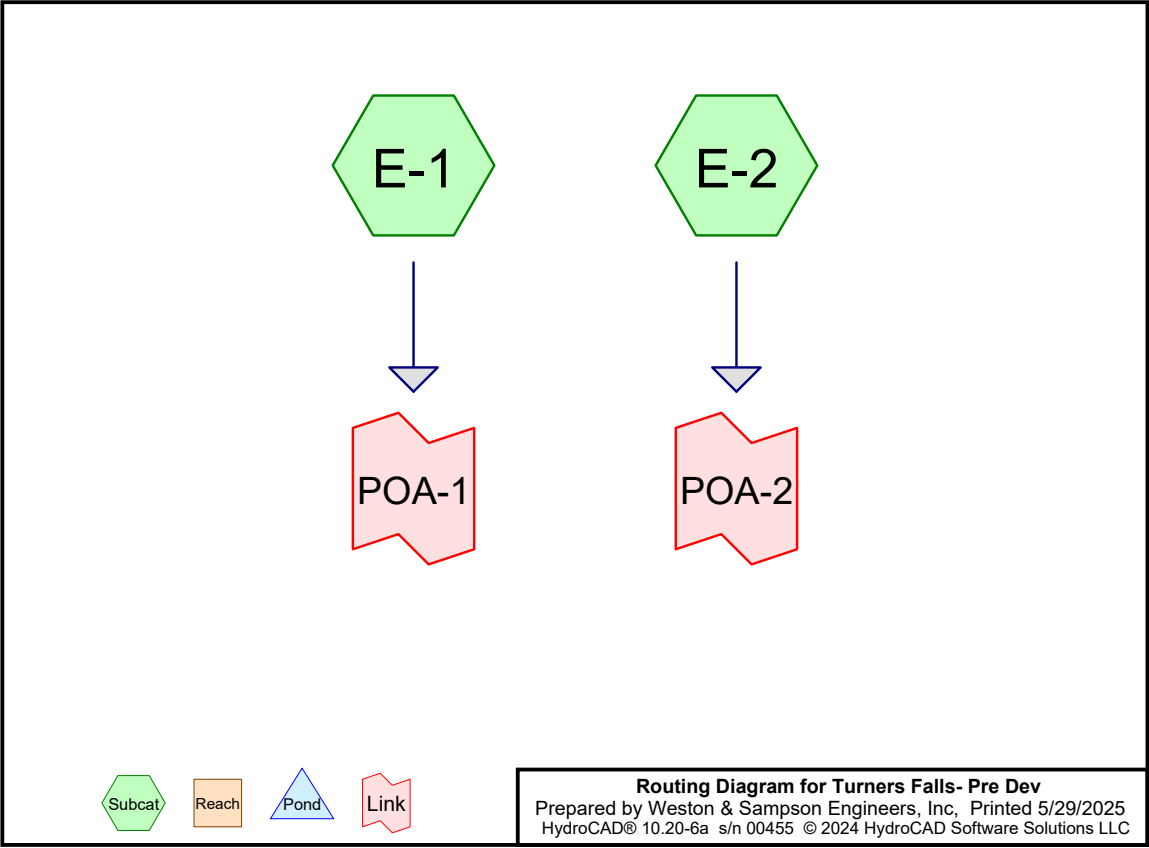 E-1
E-2
POA-1
POA-2
Subcat
Reach
Pond
Link
Routing Diagram for Turners Falls- Pre Dev
Prepared by Weston & Sampson Engineers, Inc,  Printed 5/29/2025
HydroCAD® 10.20-6a  s/n 00455  © 2024 HydroCAD Software Solutions LLC